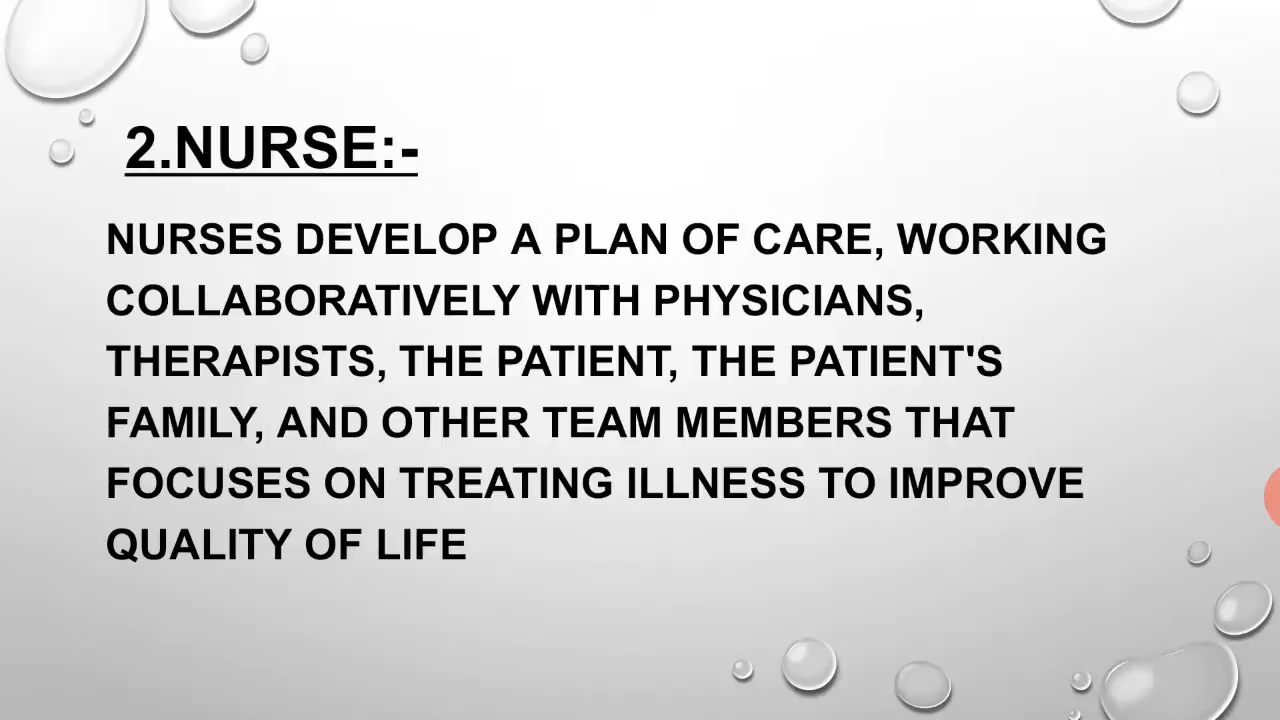 2.NURSE:-
NURSES DEVELOP A PLAN OF CARE, WORKING
COLLABORATIVELY WITH PHYSICIANS,
THERAPISTS, THE PATIENT, THE PATIENT'S
FAMILY, AND OTHER TEAM MEMBERS THAT
FOCUSES ON TREATING ILLNESS TO IMPROVE
QUALITY OF LIFE